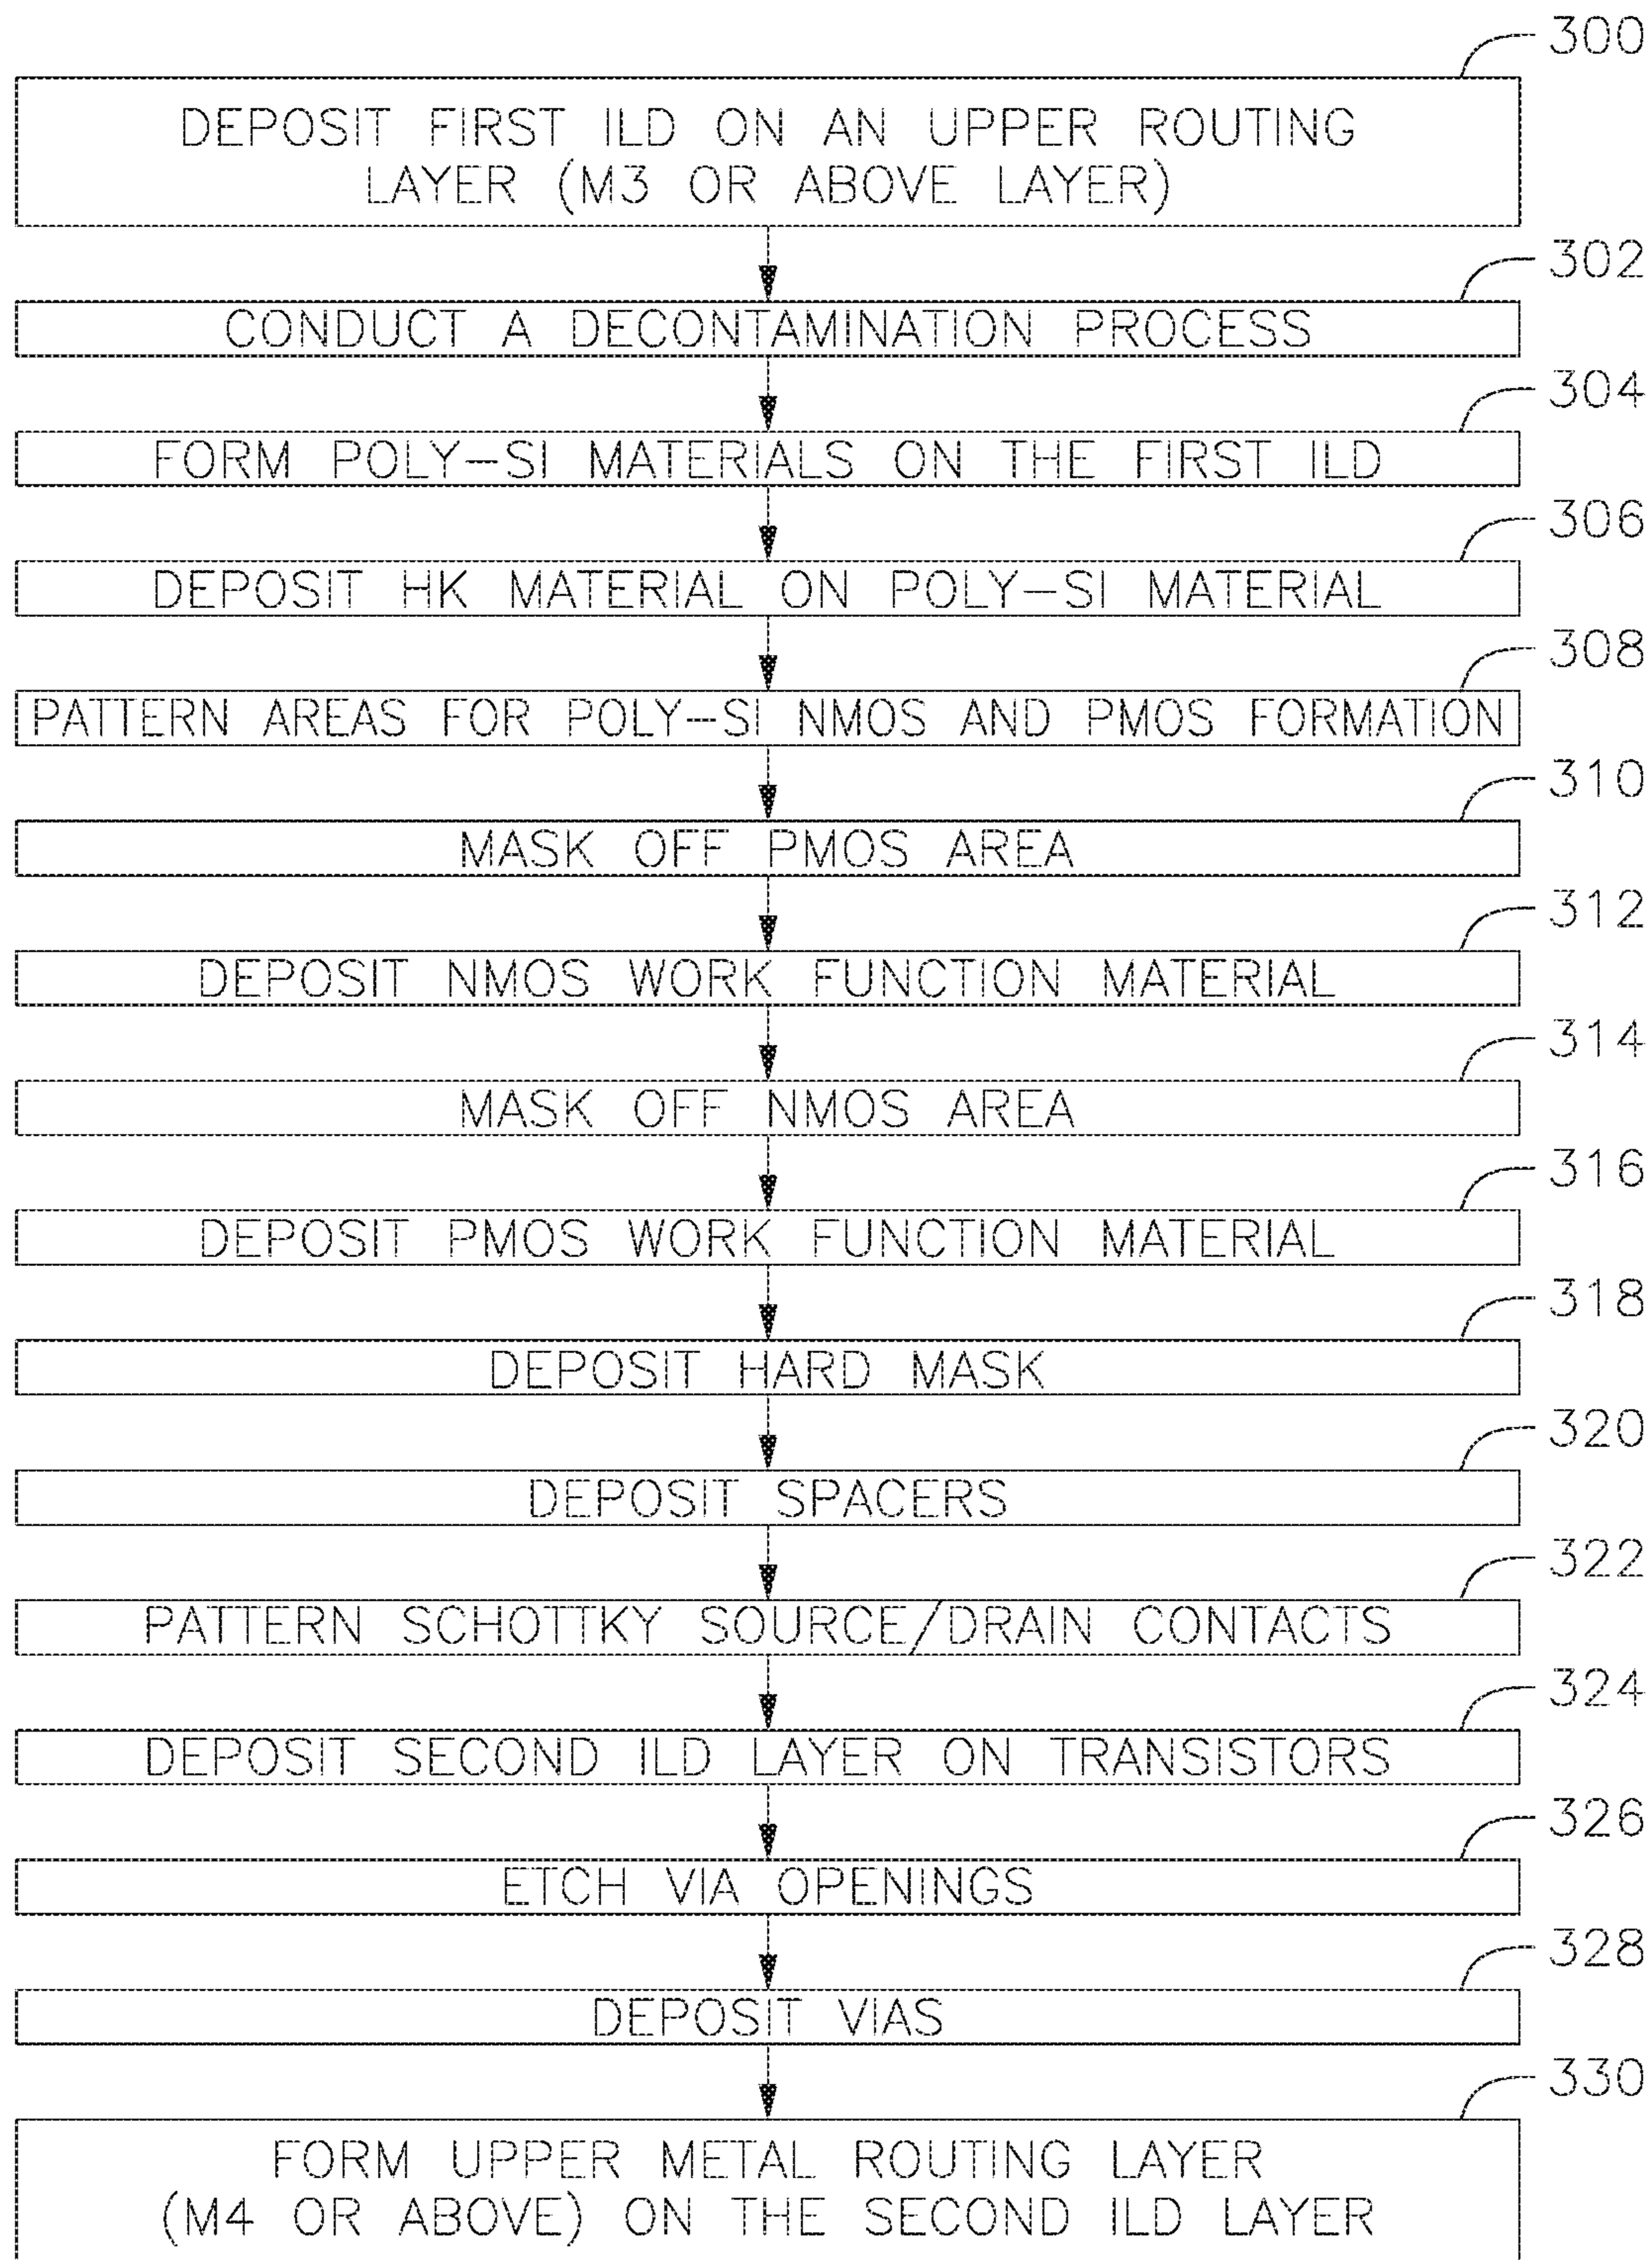 300
DEPOSIT FIRST ILD ON AN UPPER ROUTING
LAYER (M3 OR ABOVE LAYER)
302
CONDUCT A DECONTAMINATION PROCESS
304
FORM POLY-SI MATERIALS ON THE FIRST ILD
306
DEPOSIT HK MATERIAL ON POLY-SI MATERIAL
308
PATTERN AREAS FOR POLY-SI NMOS AND PMOS FORMATION
310
MASK OFF PMOS AREA
312
DEPOSIT NMOS WORK FUNCTION MATERIAL
314
MASK OFF NMOS AREA
316
DEPOSIT PMOS WORK FUNCTION MATERIAL
318
DEPOSIT HARD MASK
320
DEPOSIT SPACERS
322
PATTERN SCHOTTKY SOURCE/DRAIN CONTACTS
324
DEPOSIT SECOND ILD LAYER ON TRANSISTORS
326
ETCH VIA OPENINGS
328
DEPOSIT VIAS
330
FORM UPPER METAL ROUTING LAYER
(M4 OR ABOVE) ON THE SECOND ILD LAYER